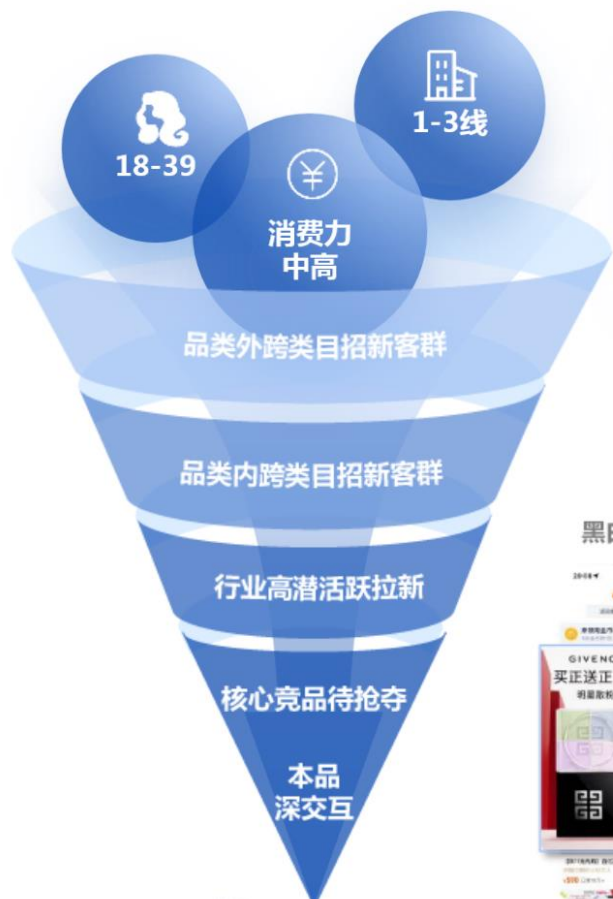 1-3线
18-39
消费力
中高
品类外跨类目招新客群
品类内跨类目招新客群
行业高潜活跃拉新
核心竞品待抢夺
本品
深交互
黑
GIVENC
买正送正